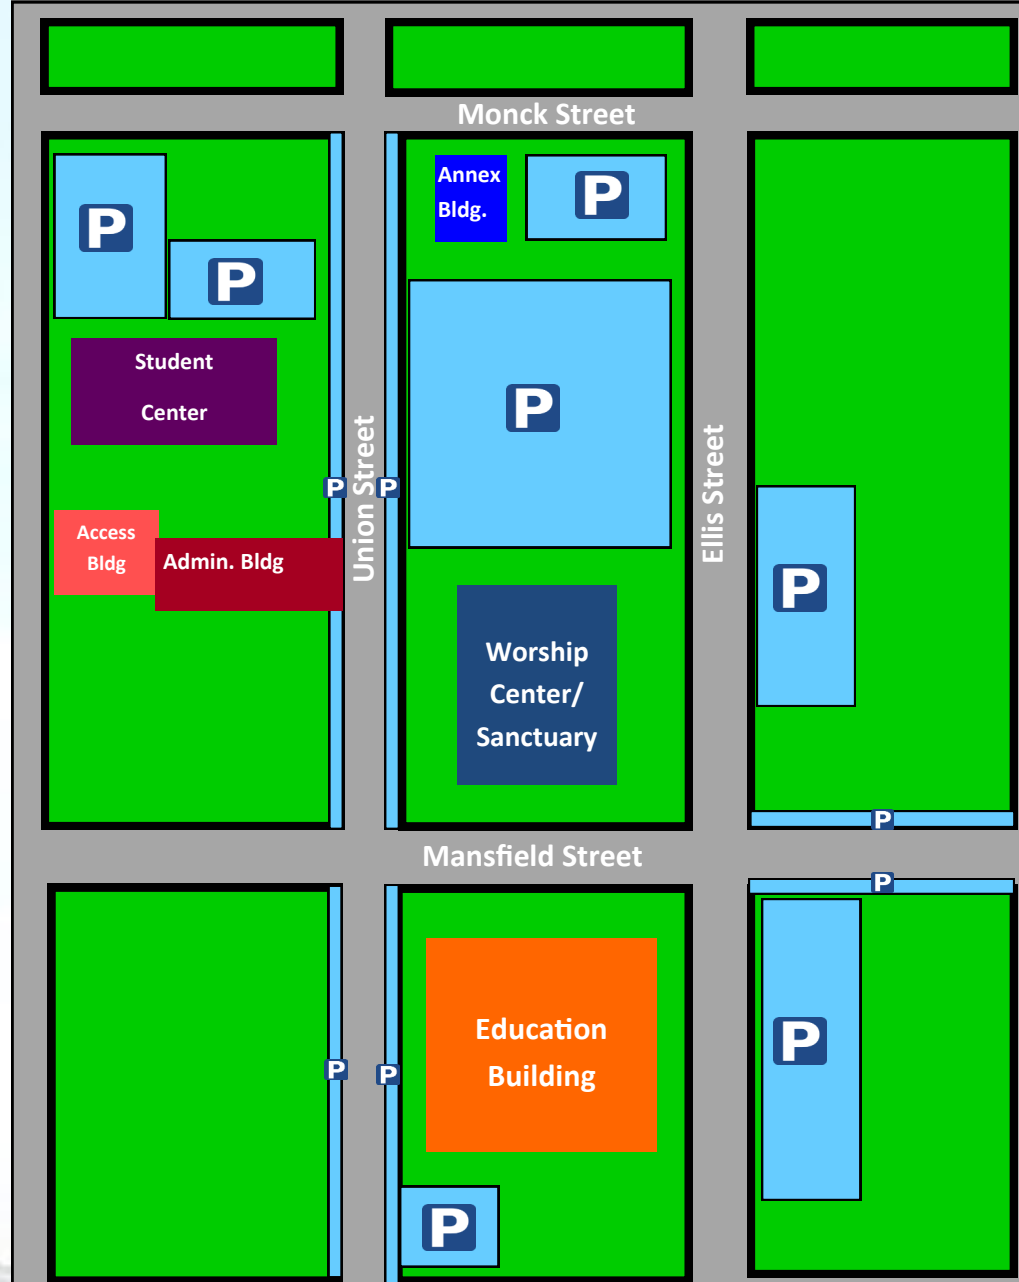 Monck Street
Annex
Bldg.
P
P
P
Student
Center
P
P
P
Union Street
Ellis Street
Access
Bldg
Admin. Bldg
P
Worship
Center/
Sanctuary
P
Mansfield Street
P
Education
Building
P
P
P
P